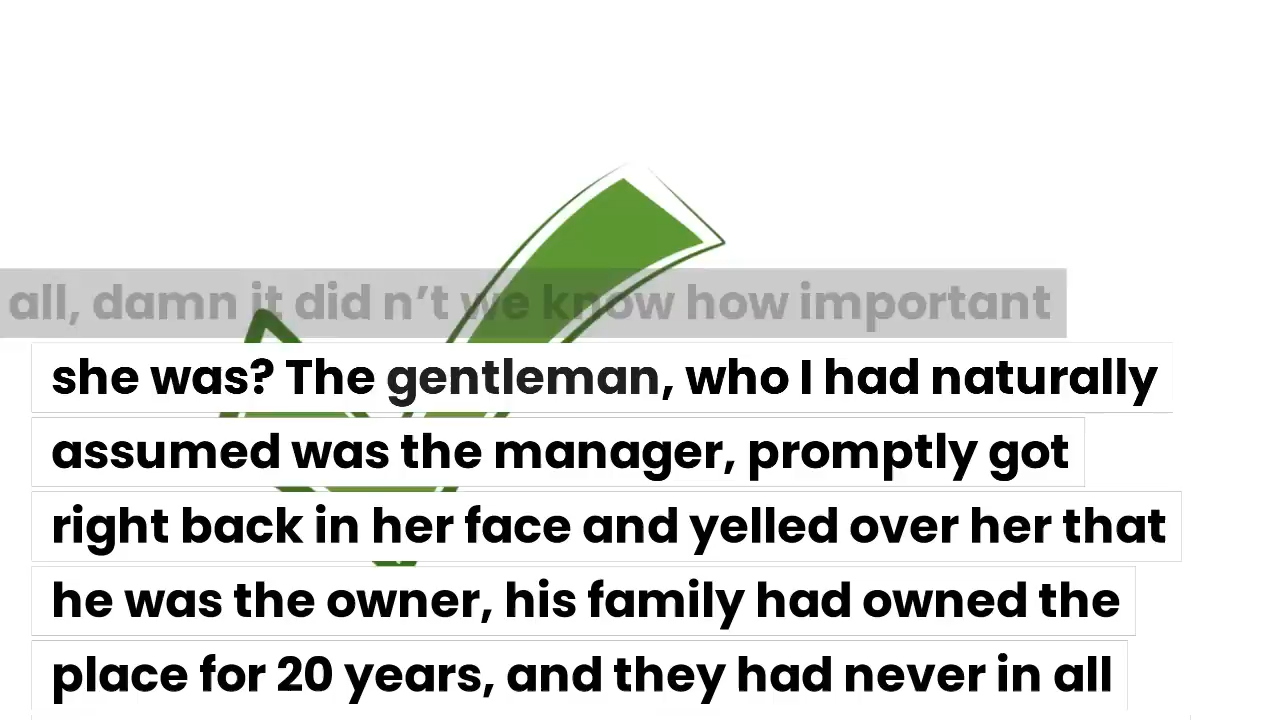 all, damn it did n’t we know how important
she was? The gentleman, who I had naturally
assumed was the manager, promptly got
right back in her face and yelled over her that
he was the owner, his family had owned the
place for 20 years, and they had never in all